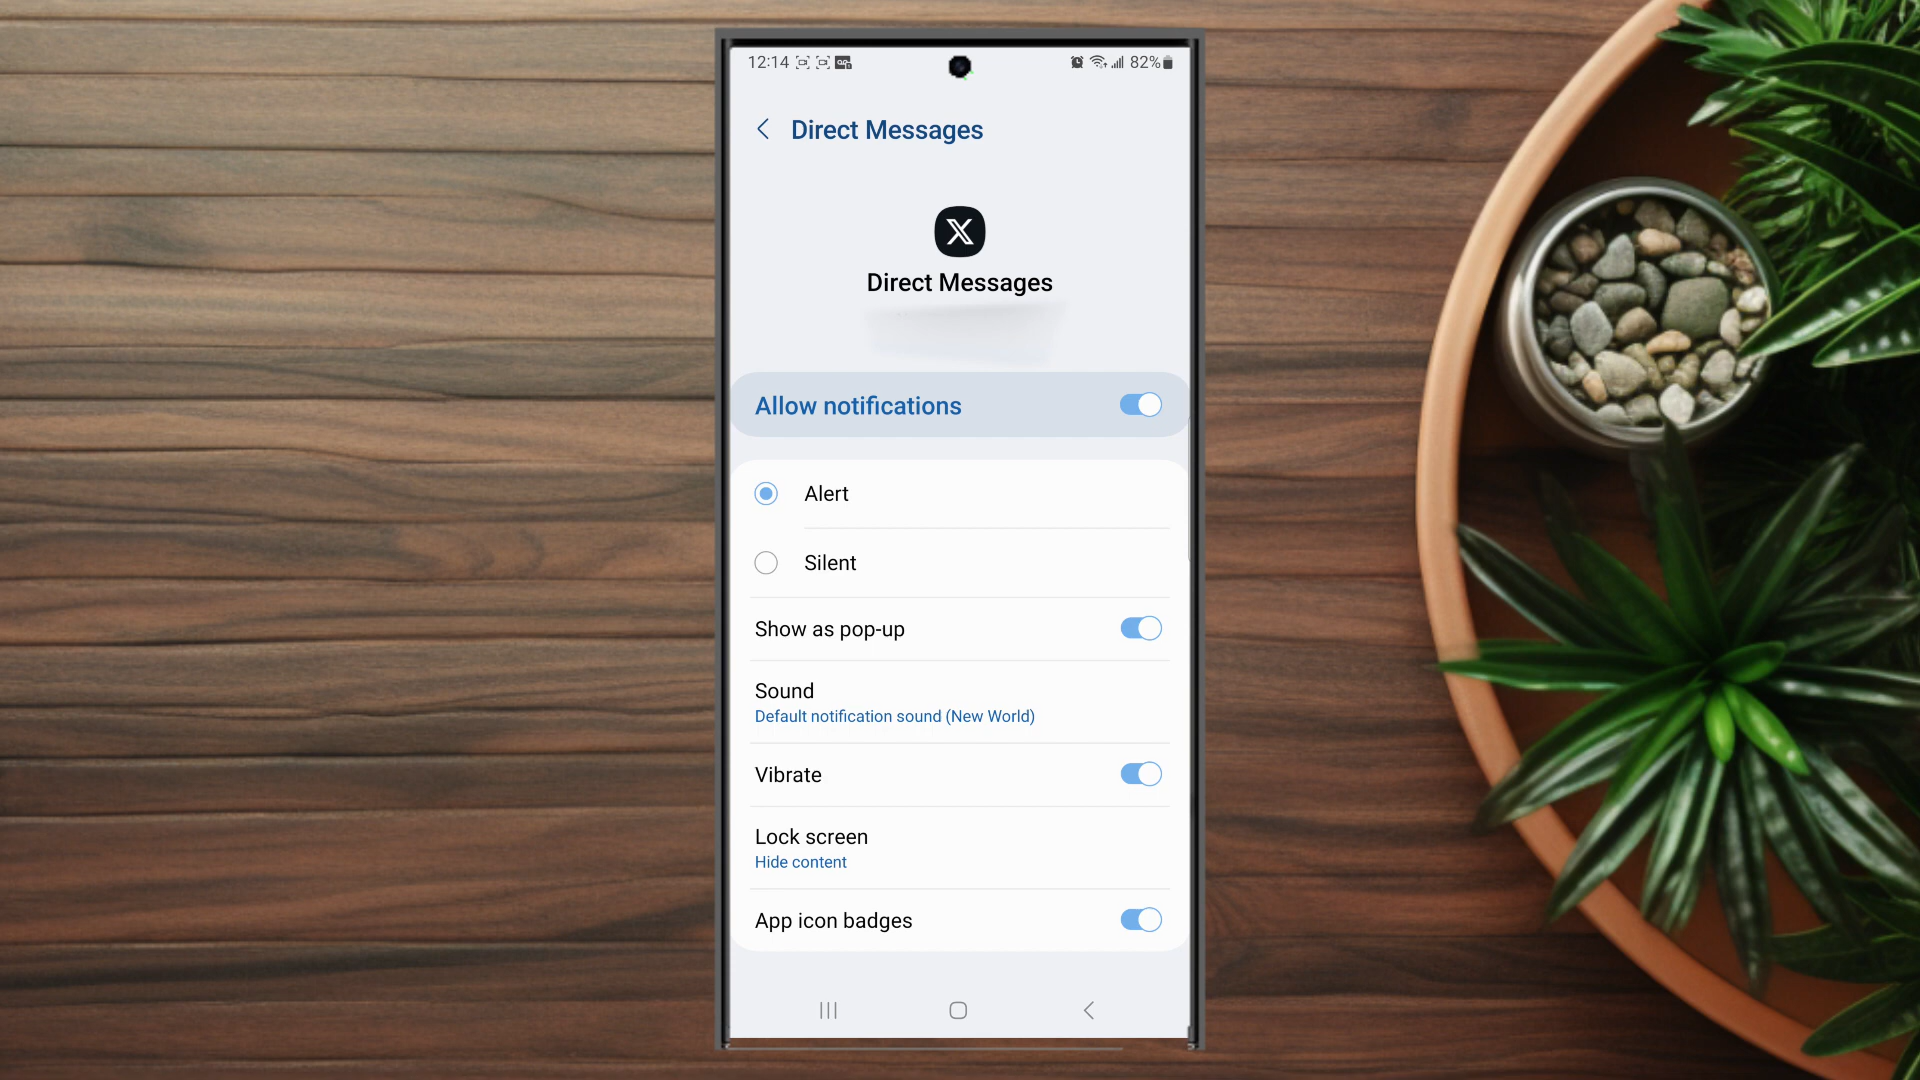 12:14 82%
Direct Messages
X
Direct Messages
Allow notifications
Alert
Silent
Show as pop-up
Sound
Default notification sound (New World)
Vibrate
Lock screen
Hide content
App icon badges